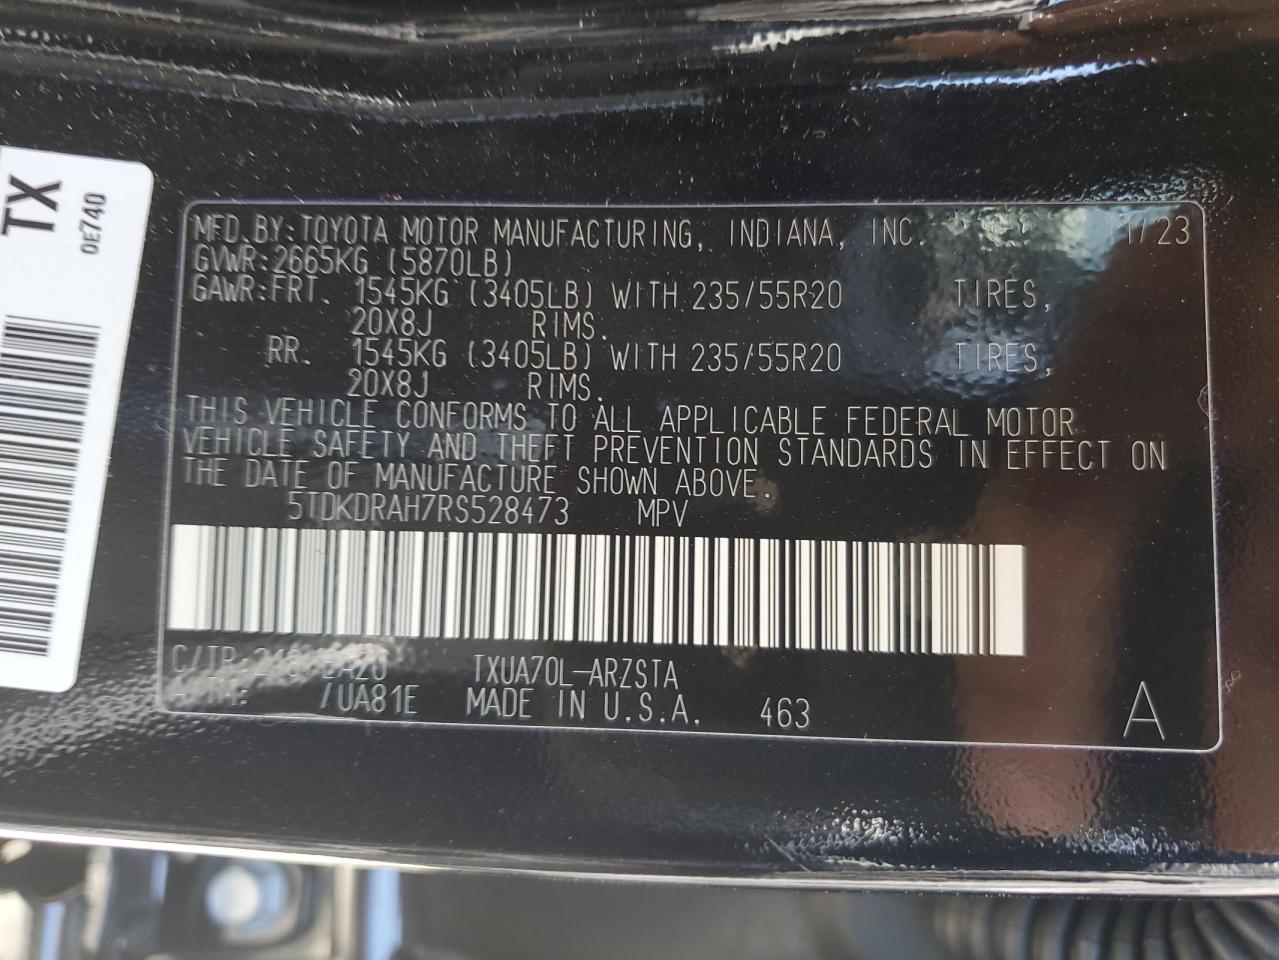 TX
0E740
MFD.BY:TOYOTA MOTOR MANUFACTURING, INDIANA, INC. 11/23
GVWR:2665KG (5870LB)
GAWR:FRT. 1545KG (3405LB) WITH 235/55R20 TIRES,
20X8J RIMS.
RR. 1545KG (3405LB) WITH 235/55R20 TIRES,
20X8J RIMS.
THIS VEHICLE CONFORMS TO ALL APPLICABLE FEDERAL MOTOR
VEHICLE SAFETY AND THEFT PREVENTION STANDARDS IN EFFECT ON
THE DATE OF MANUFACTURE SHOWN ABOVE.
5TDKDRAH7RS528473 MPV
C/TR: TXUA70L-ARZSTA
/UA81E MADE IN U.S.A. 463 A